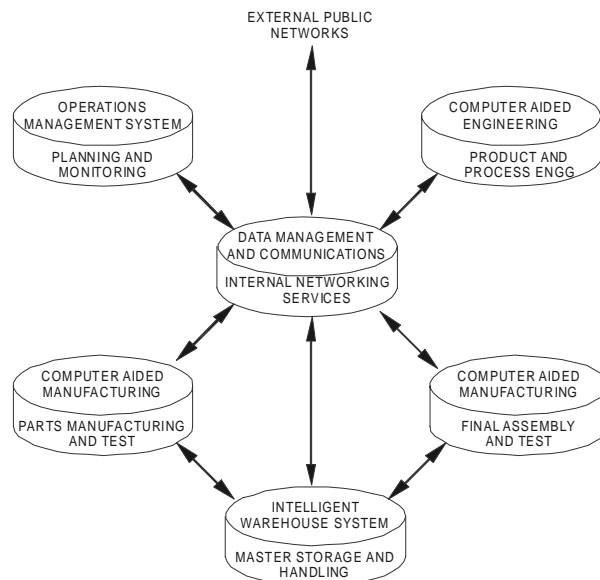 EXTERNAL PUBLIC
NETWORKS
OPERATIONS
MANAGEMENT SYSTEM
PLANNING AND
MONITORING
COMPUTER AIDED
ENGINEERING
PRODUCT AND
PROCESS ENGG
DATA MANAGEMENT
AND COMMUNICATIONS
INTERNAL NETWORKING
SERVICES
COMPUTER AIDED
MANUFACTURING
PARTS MANUFACTURING
AND TEST
COMPUTER AIDED
MANUFACTURING
FINAL ASSEMBLY
AND TEST
INTELLIGENT
WAREHOUSE SYSTEM
MASTER STORAGE AND
HANDLING